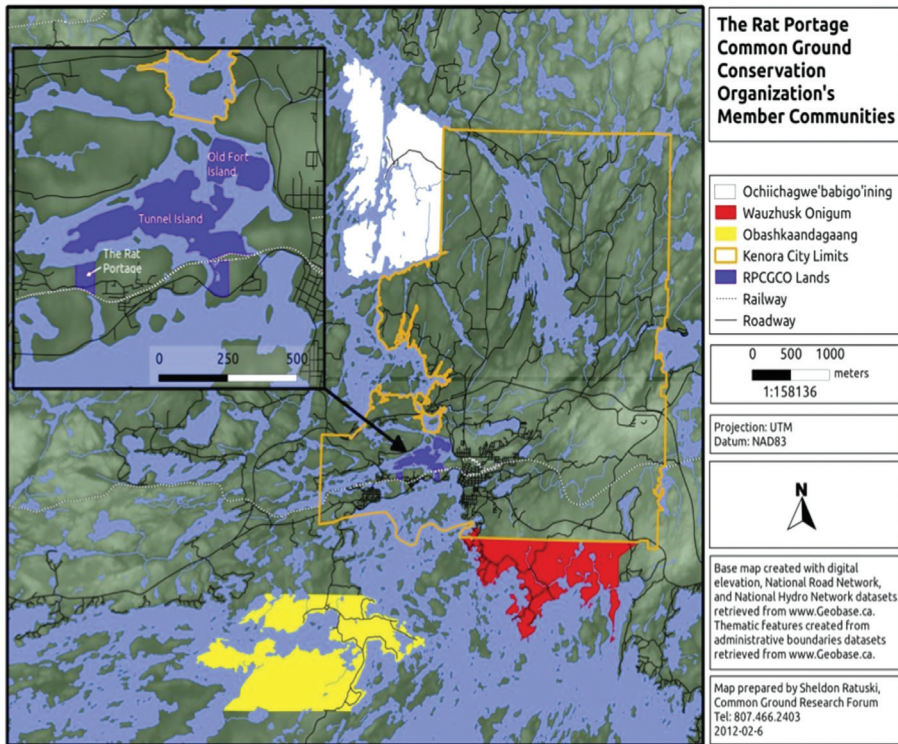 The Rat Portage
Common Ground
Conservation
Organization's
Member Communities
Ochiichagwe'babigo'ining
Wauzhusk Onigum
Obashkaandagaang
Kenora City Limits
RPCGCO Lands
Railway
Roadway
0 500 1000
meters
1:158136
Projection: UTM
Datum: NAD83
N
Base map created with digital
elevation, National Road Network,
and National Hydro Network datasets
retrieved from www.Geobase.ca.
Thematic features created from
administrative boundaries datasets
retrieved from www.Geobase.ca.
Map prepared by Sheldon Ratuski,
Common Ground Research Forum
Tel: 807.466.2403
2012-02-6
Old Fort
Island
Tunnel Island
The Rat
Portage
0 250 500